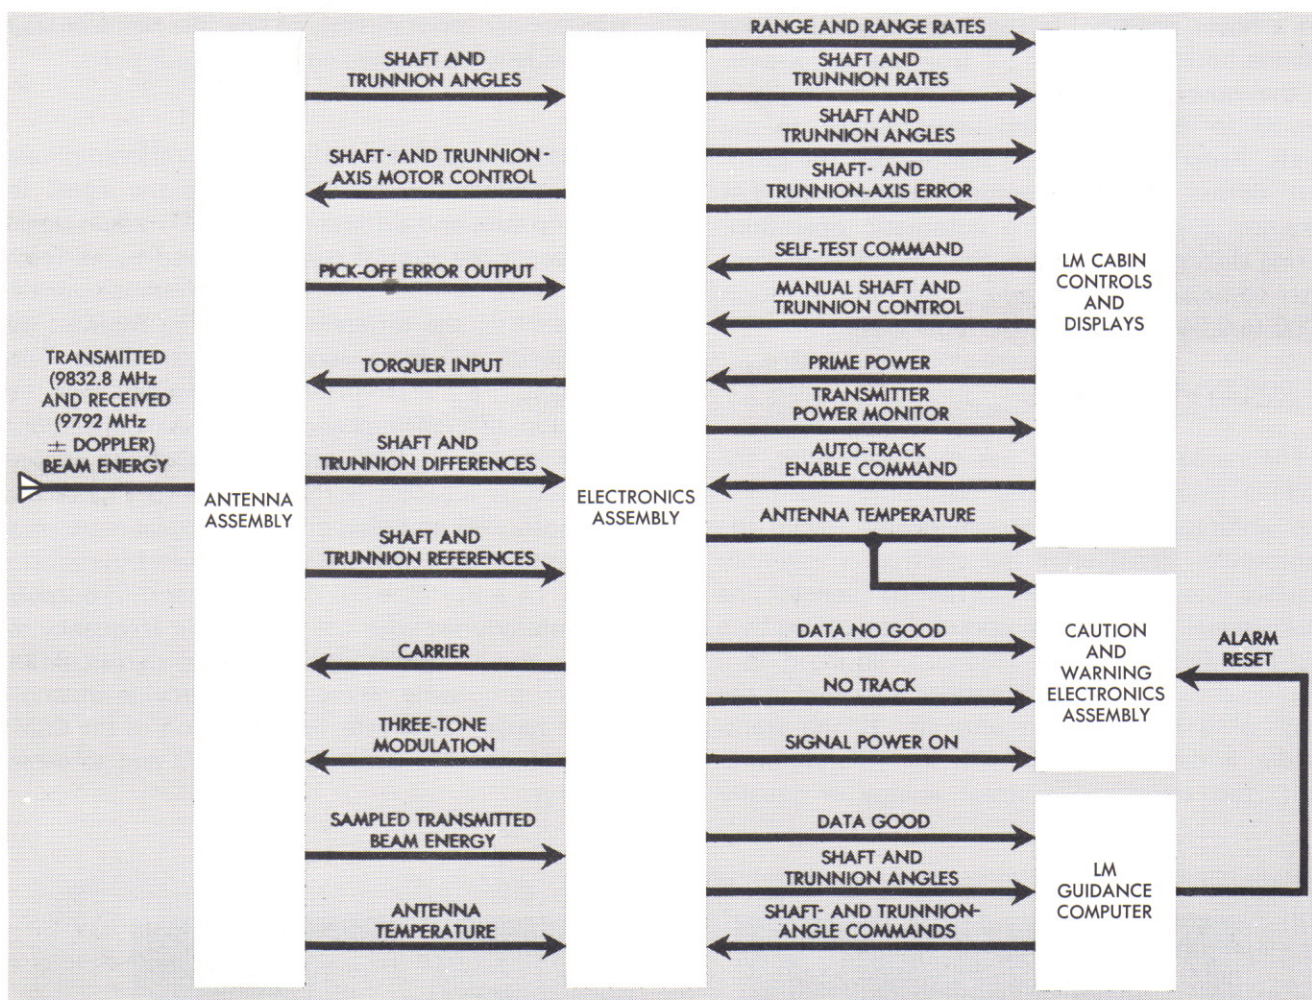 TRANSMITTED
(9832.8 MHz
AND RECEIVED
(9792 MHz
± DOPPLER)
BEAM ENERGY
ANTENNA
ASSEMBLY
SHAFT AND
TRUNNION ANGLES
SHAFT- AND TRUNNION-
AXIS MOTOR CONTROL
PICK-OFF ERROR OUTPUT
TORQUER INPUT
SHAFT AND
TRUNNION DIFFERENCES
SHAFT AND
TRUNNION REFERENCES
CARRIER
THREE-TONE
MODULATION
SAMPLED TRANSMITTED
BEAM ENERGY
ANTENNA
TEMPERATURE
ELECTRONICS
ASSEMBLY
RANGE AND RANGE RATES
SHAFT AND
TRUNNION RATES
SHAFT AND
TRUNNION ANGLES
SHAFT- AND
TRUNNION-AXIS ERROR
SELF-TEST COMMAND
MANUAL SHAFT AND
TRUNNION CONTROL
PRIME POWER
TRANSMITTER
POWER MONITOR
AUTO-TRACK
ENABLE COMMAND
ANTENNA TEMPERATURE
DATA NO GOOD
NO TRACK
SIGNAL POWER ON
DATA GOOD
SHAFT AND
TRUNNION ANGLES
SHAFT- AND TRUNNION-
ANGLE COMMANDS
LM CABIN
CONTROLS
AND
DISPLAYS
CAUTION
AND
WARNING
ELECTRONICS
ASSEMBLY
LM
GUIDANCE
COMPUTER
ALARM
RESET